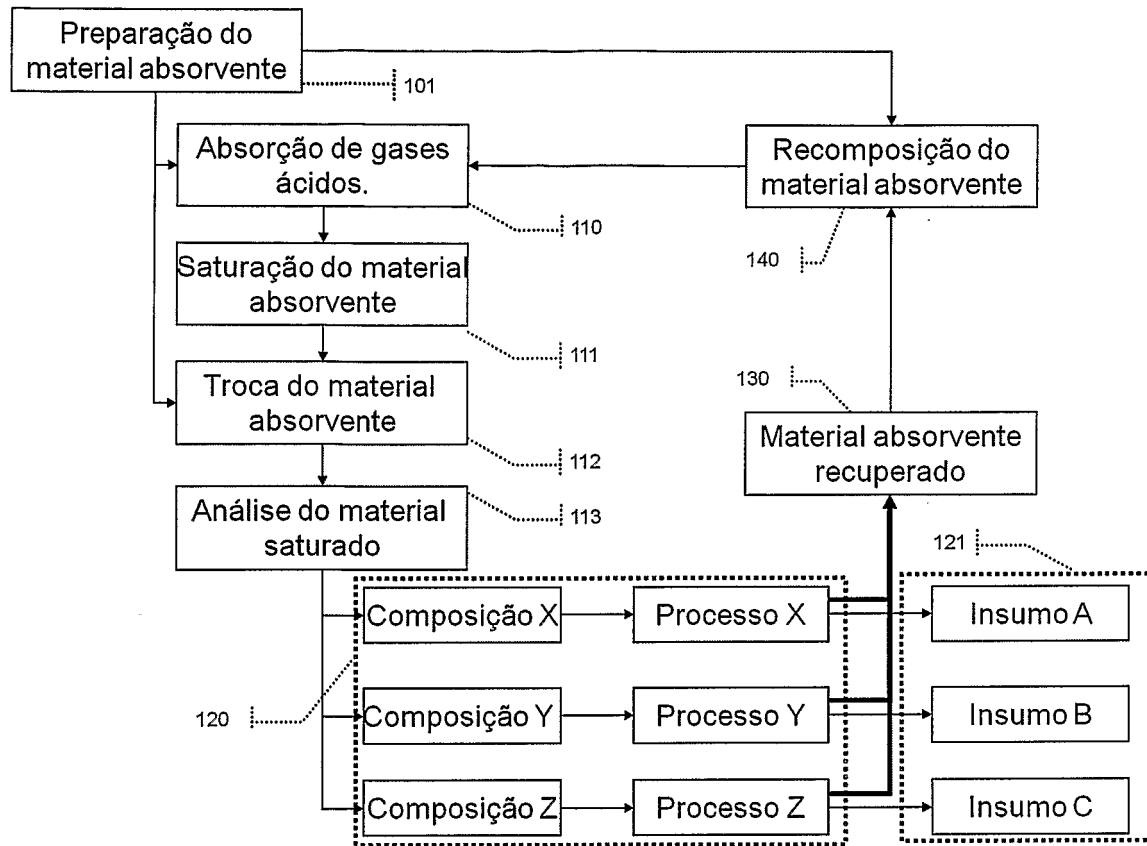 Preparação do
material absorvente
101
Absorção de gases
ácidos.
110
Recomposição do
material absorvente
140
Saturação do material
absorvente
111
Troca do material
absorvente
112
130
Material absorvente
recuperado
Análise do material
saturado
113
121
Composição X
Processo X
Insumo A
120
Composição Y
Processo Y
Insumo B
Composição Z
Processo Z
Insumo C